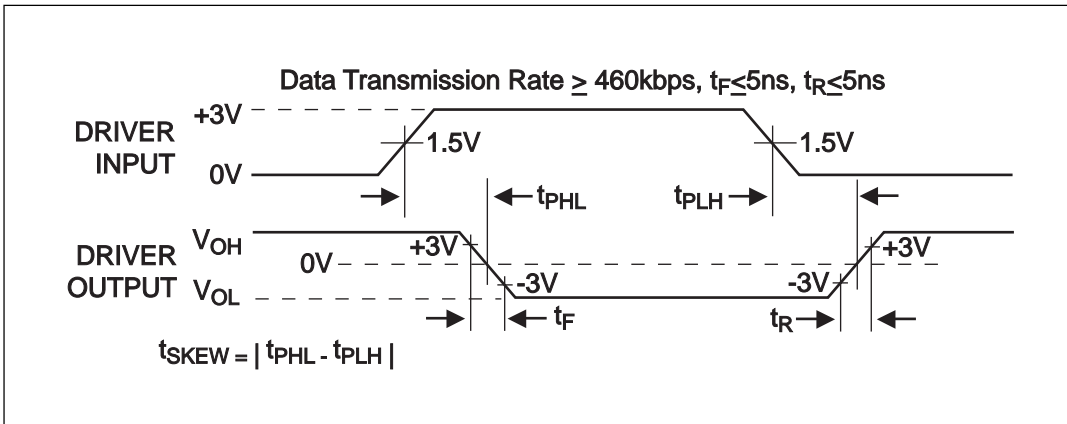 Data Transmission Rate ≥ 460kbps, tF≤5ns, tR≤5ns
+3V
DRIVER
INPUT
1.5V
1.5V
0V
tPHL
tPLH
VOH
+3V
+3V
DRIVER
OUTPUT
0V
-3V
-3V
VOL
tF
tR
tSKEW = | tPHL - tPLH |